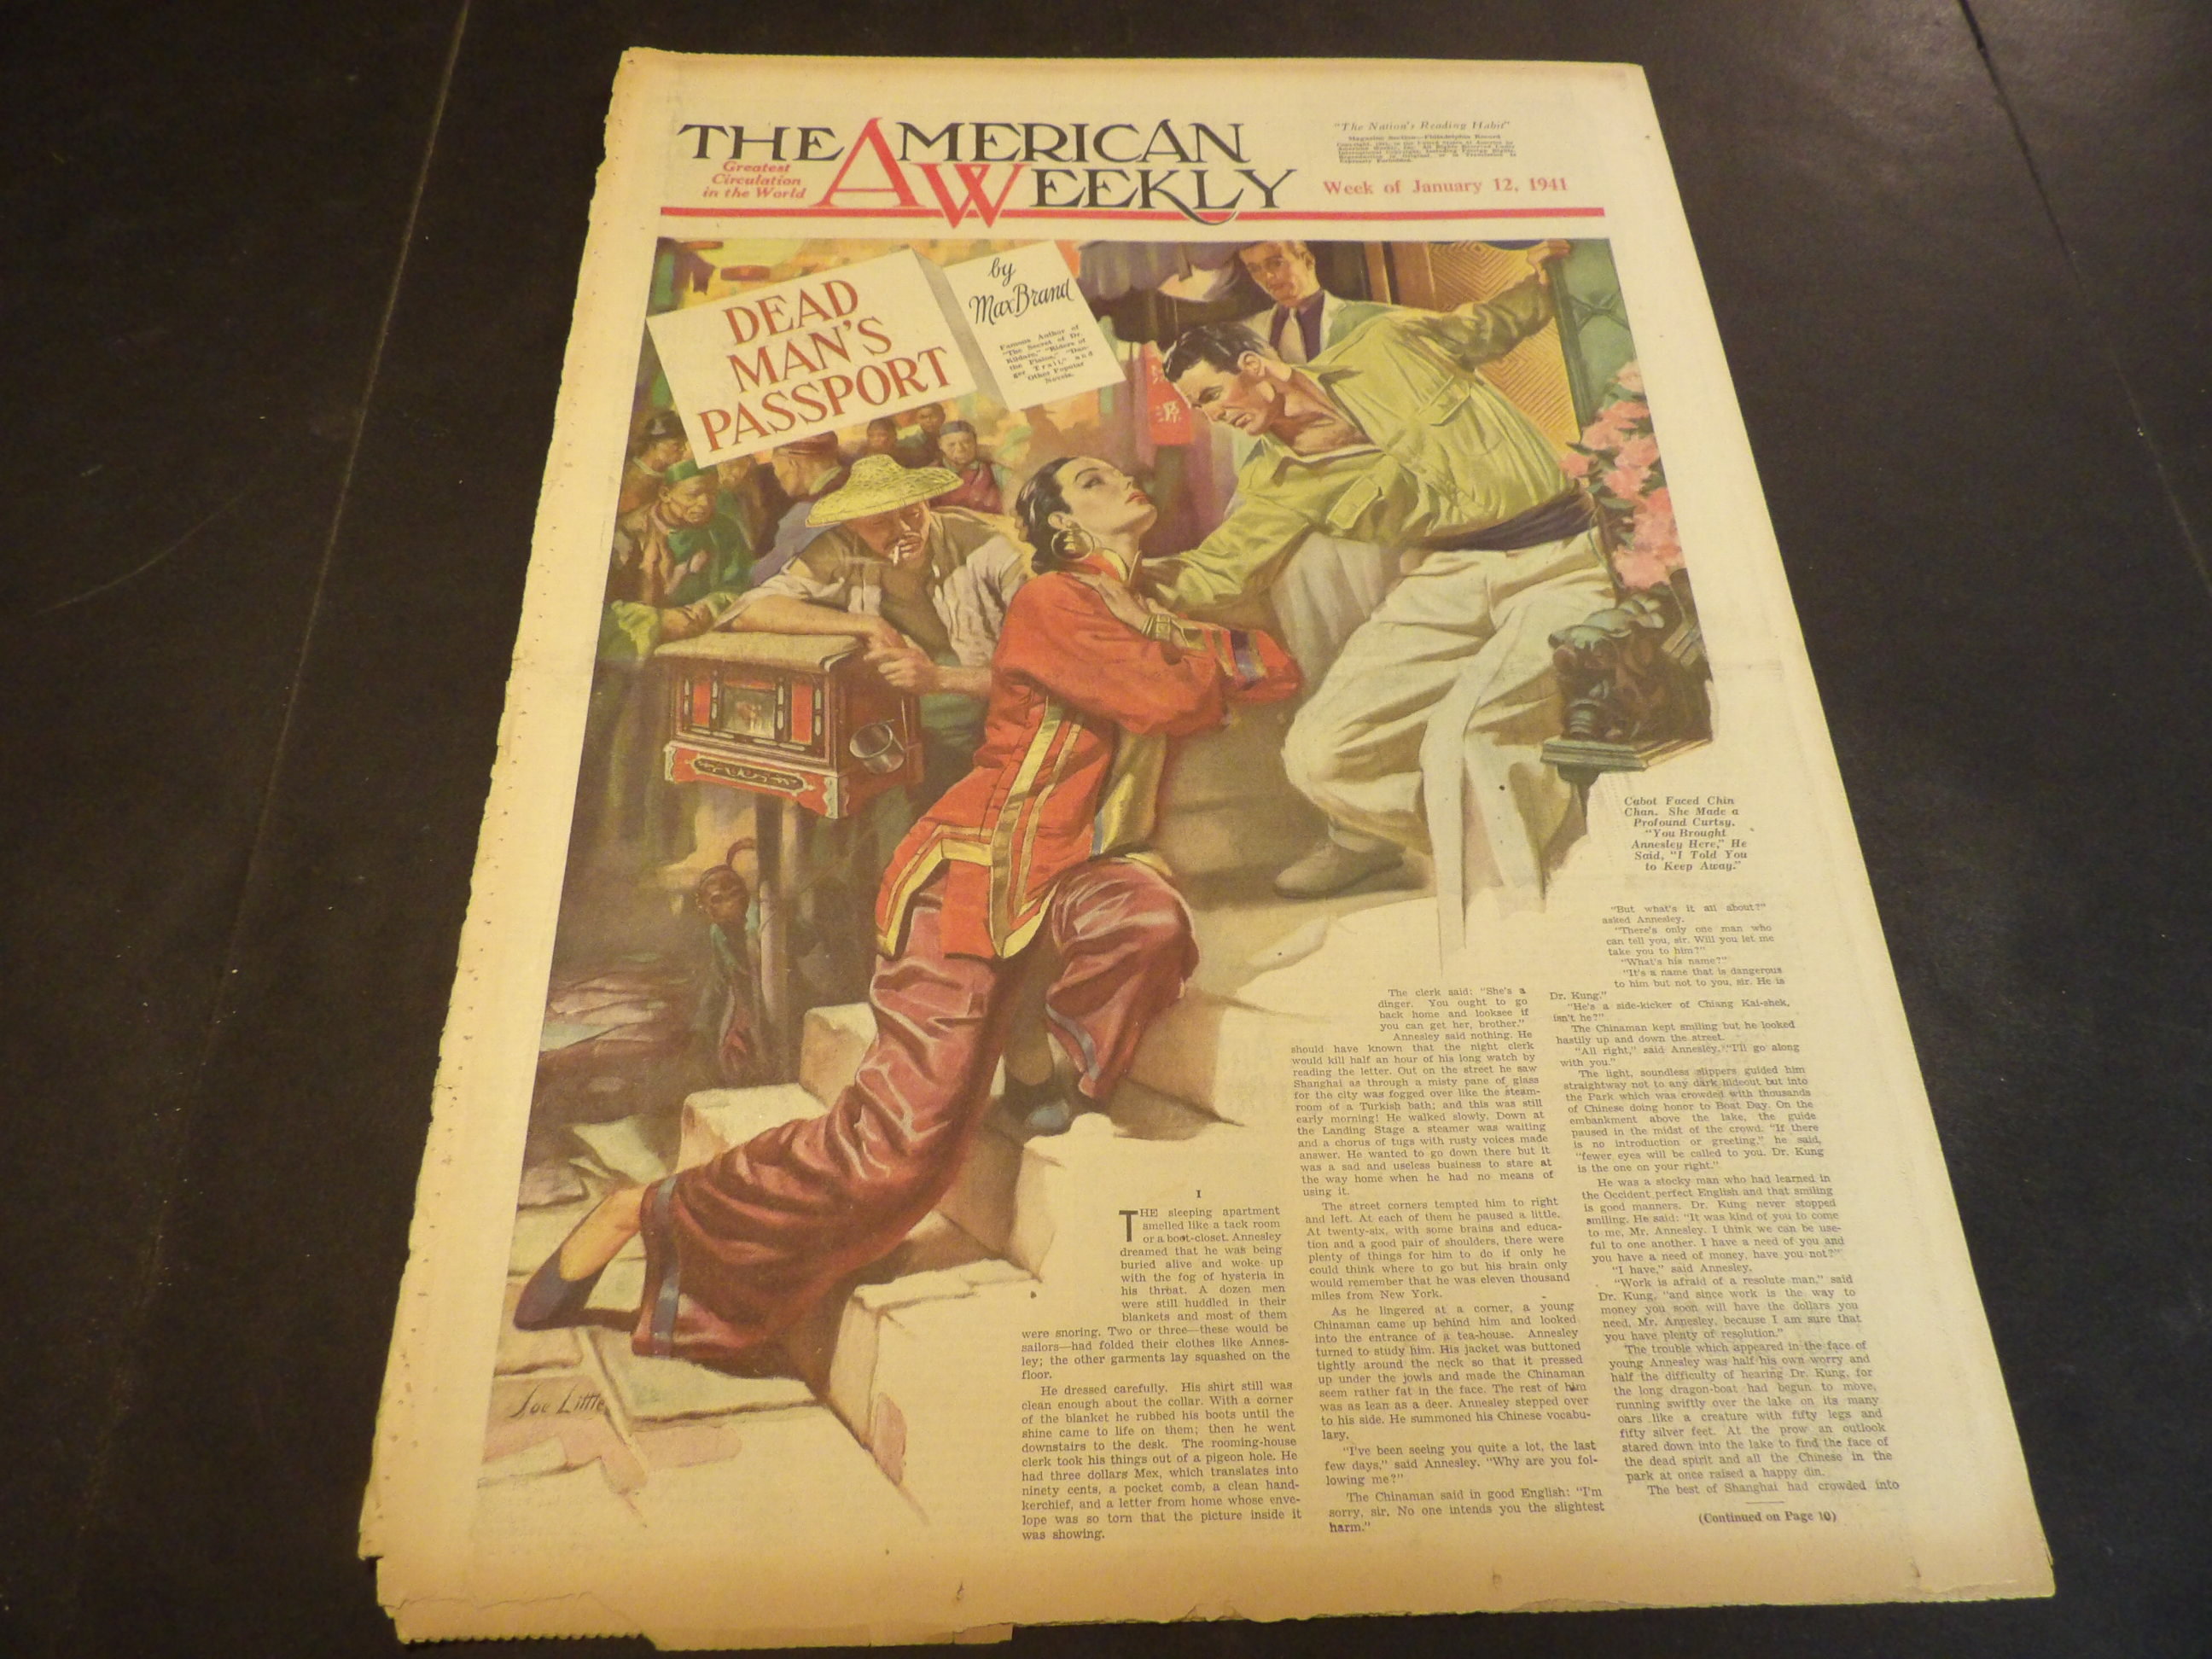 THE AMERICAN
WEEKLY
AW
Greatest
Circulation
in the World
"The Nation's Reading Habit"
Magazine Section—Philadelphia Record
Week of January 12, 1941
DEAD
MAN'S
PASSPORT
by
Max Brand
Famous Author of
"The Secret of Dr.
Kildare," "Riders of
the Plains," "Dan-
ger Trail," and
Other Popular
Novels.
源
Cabot Faced Chin
Chan. She Made a
Profound Curtsy.
"You Brought
Annesley Here," He
Said, "I Told You
to Keep Away."
Joe Little
I
THE sleeping apartment
smelled like a tack room
or a boot-closet. Annesley
dreamed that he was being
buried alive and woke up
with the fog of hysteria in
his throat. A dozen men
were still huddled in their
blankets and most of them
were snoring. Two or three—these would be
sailors—had folded their clothes like Annes-
ley; the other garments lay squashed on the
floor.
He dressed carefully. His shirt still was
clean enough about the collar. With a corner
of the blanket he rubbed his boots until the
shine came to life on them; then he went
downstairs to the desk. The rooming-house
clerk took his things out of a pigeon hole. He
had three dollars Mex, which translates into
ninety cents, a pocket comb, a clean hand-
kerchief, and a letter from home whose enve-
lope was so torn that the picture inside it
was showing.
The clerk said: "She's a
dinger. You ought to go
back home and looksee if
you can get her, brother."
Annesley said nothing. He
should have known that the night clerk
would kill half an hour of his long watch by
reading the letter. Out on the street he saw
Shanghai as through a misty pane of glass
for the city was fogged over like the steam-
room of a Turkish bath; and this was still
early morning! He walked slowly. Down at
the Landing Stage a steamer was waiting
and a chorus of tugs with rusty voices made
answer. He wanted to go down there but it
was a sad and useless business to stare at
the way home when he had no means of
using it.
The street corners tempted him to right
and left. At each of them he paused a little.
At twenty-six, with some brains and educa-
tion and a good pair of shoulders, there were
plenty of things for him to do if only he
could think where to go but his brain only
would remember that he was eleven thousand
miles from New York.
As he lingered at a corner, a young
Chinaman came up behind him and looked
into the entrance of a tea-house. Annesley
turned to study him. His jacket was buttoned
tightly around the neck so that it pressed
up under the jowls and made the Chinaman
seem rather fat in the face. The rest of him
was as lean as a deer. Annesley stepped over
to his side. He summoned his Chinese vocabu-
lary.
"I've been seeing you quite a lot, the last
few days," said Annesley. "Why are you fol-
lowing me?"
The Chinaman said in good English: "I'm
sorry, sir. No one intends you the slightest
harm."
"But what's it all about?"
asked Annesley.
"There's only one man who
can tell you, sir. Will you let me
take you to him?"
"What's his name?"
"It's a name that is dangerous
to him but not to you, sir. He is
Dr. Kung."
"He's a side-kicker of Chiang Kai-shek,
isn't he?"
The Chinaman kept smiling but he looked
hastily up and down the street.
"All right," said Annesley. "I'll go along
with you."
The light, soundless slippers guided him
straightway not to any dark hideout but into
the Park which was crowded with thousands
of Chinese doing honor to Boat Day. On the
embankment above the lake, the guide
paused in the midst of the crowd. "If there
is no introduction or greeting," he said,
"fewer eyes will be called to you. Dr. Kung
is the one on your right."
He was a stocky man who had learned in
the Occident perfect English and that smiling
is good manners. Dr. Kung never stopped
smiling. He said: "It was kind of you to come
to me, Mr. Annesley. I think we can be use-
ful to one another. I have a need of you and
you have a need of money, have you not?"
"I have," said Annesley.
"Work is afraid of a resolute man," said
Dr. Kung, "and since work is the way to
money you soon will have the dollars you
need, Mr. Annesley, because I am sure that
you have plenty of resolution."
The trouble which appeared in the face of
young Annesley was half his own worry and
half the difficulty of hearing Dr. Kung, for
the long dragon-boat had begun to move,
running swiftly over the lake on its many
oars like a creature with fifty legs and
fifty silver feet. At the prow an outlook
stared down into the lake to find the face of
the dead spirit and all the Chinese in the
park at once raised a happy din.
The best of Shanghai had crowded into
(Continued on Page 10)